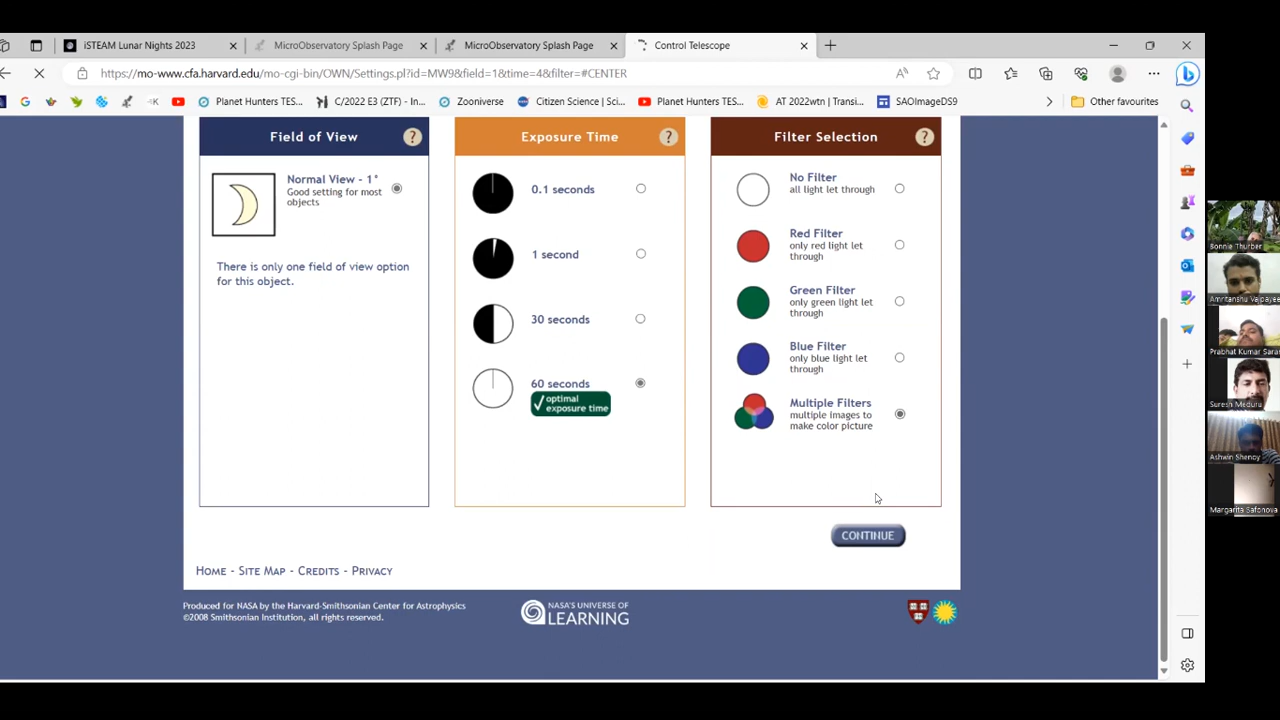 iSTEAM Lunar Nights 2023
MicroObservatory Splash Page
MicroObservatory Splash Page
Control Telescope
https://mo-www.cfa.harvard.edu/mo-cgi-bin/OWN/Settings.pl?id=MW9&field=1&time=4&filter=#CENTER
Planet Hunters TES...
C/2022 E3 (ZTF) - In...
Zooniverse
Citizen Science | Sci...
Planet Hunters TES...
AT 2022wtn | Transi...
SAOImageDS9
Other favourites
Field of View
?
Normal View - 1°
Good setting for most
objects
There is only one field of view option
for this object.
Exposure Time
?
0.1 seconds
1 second
30 seconds
60 seconds
optimal
exposure time
Filter Selection
?
No Filter
all light let through
Red Filter
only red light let
through
Green Filter
only green light let
through
Blue Filter
only blue light let
through
Multiple Filters
multiple images to
make color picture
CONTINUE
HOME - SITE MAP - CREDITS - PRIVACY
Produced for NASA by the Harvard-Smithsonian Center for Astrophysics
©2008 Smithsonian Institution, all rights reserved.
NASA'S UNIVERSE OF
LEARNING
Bonnie Thurber
Amritanshu Vajpayee
Prabhat Kumar Saras
Suresh Meduru
Ashwin Shenoy
Margarita Safonova